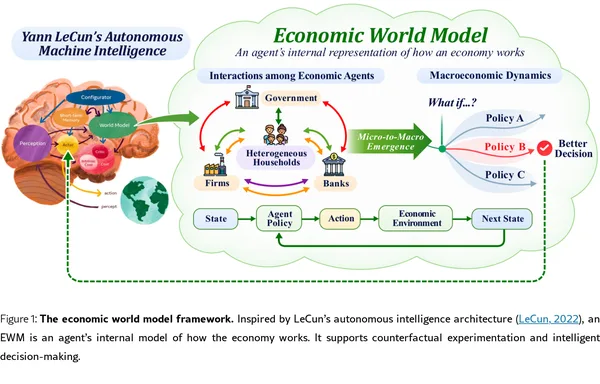 Yann LeCun's Autonomous
Machine Intelligence
Economic World Model
An agent's internal representation of how an economy works
Configurator
World Model
Perception
Actor
Cost
action
percept
Interactions among Economic Agents
Government
Heterogeneous
Households
Firms
Banks
Micro-to-Macro
Emergence
Macroeconomic Dynamics
What if...?
Policy A
Policy B
Policy C
Better
Decision
State
Agent
Policy
Action
Economic
Environment
Next State
Figure 1: The economic world model framework. Inspired by LeCun's autonomous intelligence architecture (LeCun, 2022), an
EWM is an agent's internal model of how the economy works. It supports counterfactual experimentation and intelligent
decision-making.